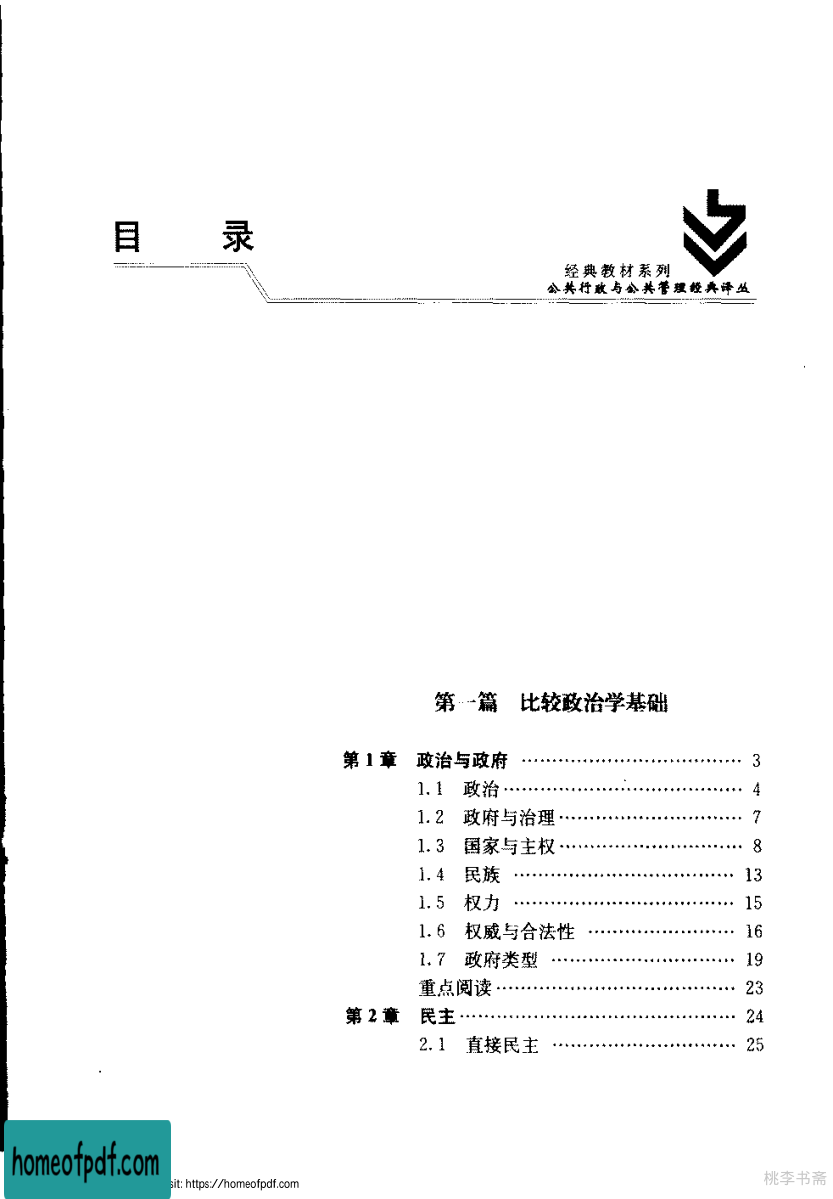 目 录
经典教材系列
公共行政与公共管理经典译丛
第一篇 比较政治学基础
第1章 政治与政府 …… 3
1.1 政治 …… 4
1.2 政府与治理 …… 7
1.3 国家与主权 …… 8
1.4 民族 …… 13
1.5 权力 …… 15
1.6 权威与合法性 …… 16
1.7 政府类型 …… 19
重点阅读 …… 23
第2章 民主 …… 24
2.1 直接民主 …… 25
homeofpdf.com
sit: https://homeofpdf.com
桃李书斋